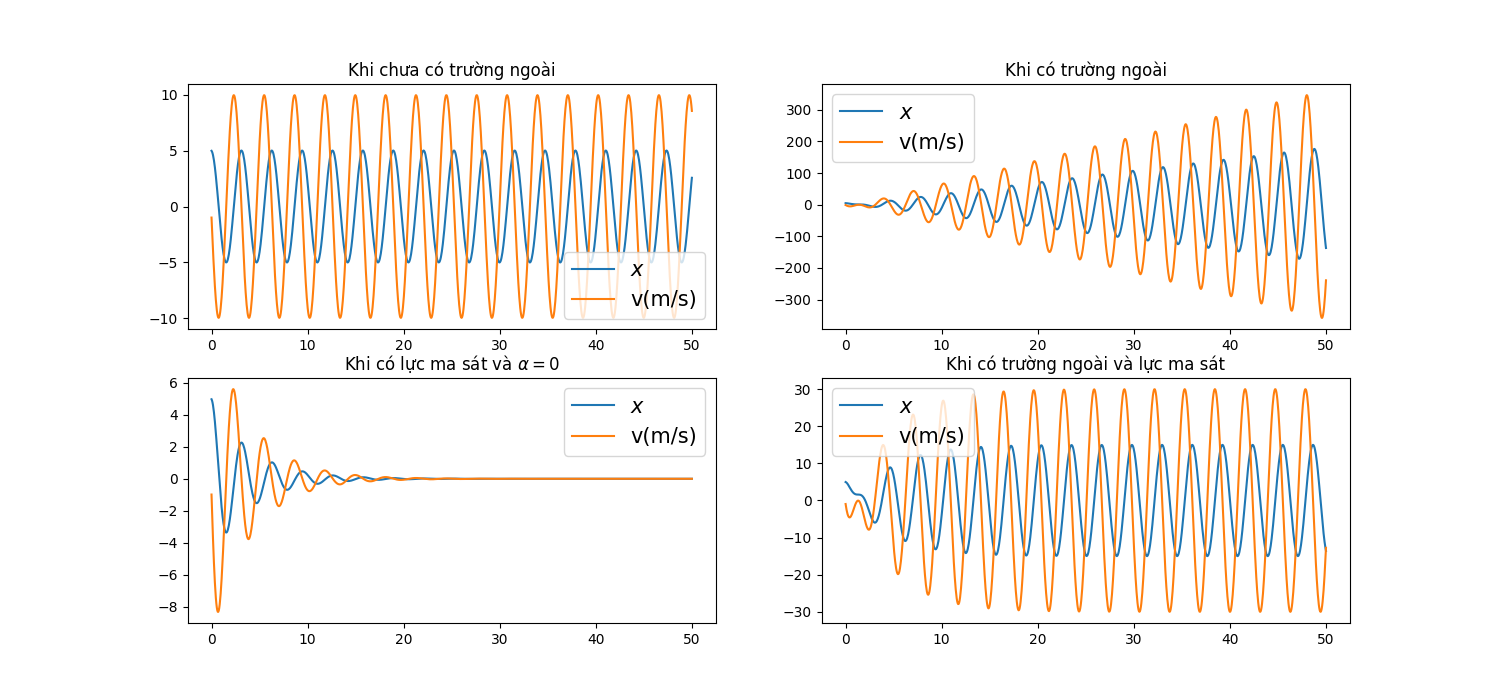 Khi chưa có trường ngoài
10
5
0
−5
−10
0 10 20 30 40 50
x
v(m/s)
Khi có trường ngoài
300
200
100
0
−100
−200
−300
0 10 20 30 40 50
x
v(m/s)
Khi có lực ma sát và α = 0
6
4
2
0
−2
−4
−6
−8
0 10 20 30 40 50
x
v(m/s)
Khi có trường ngoài và lực ma sát
30
20
10
0
−10
−20
−30
0 10 20 30 40 50
x
v(m/s)